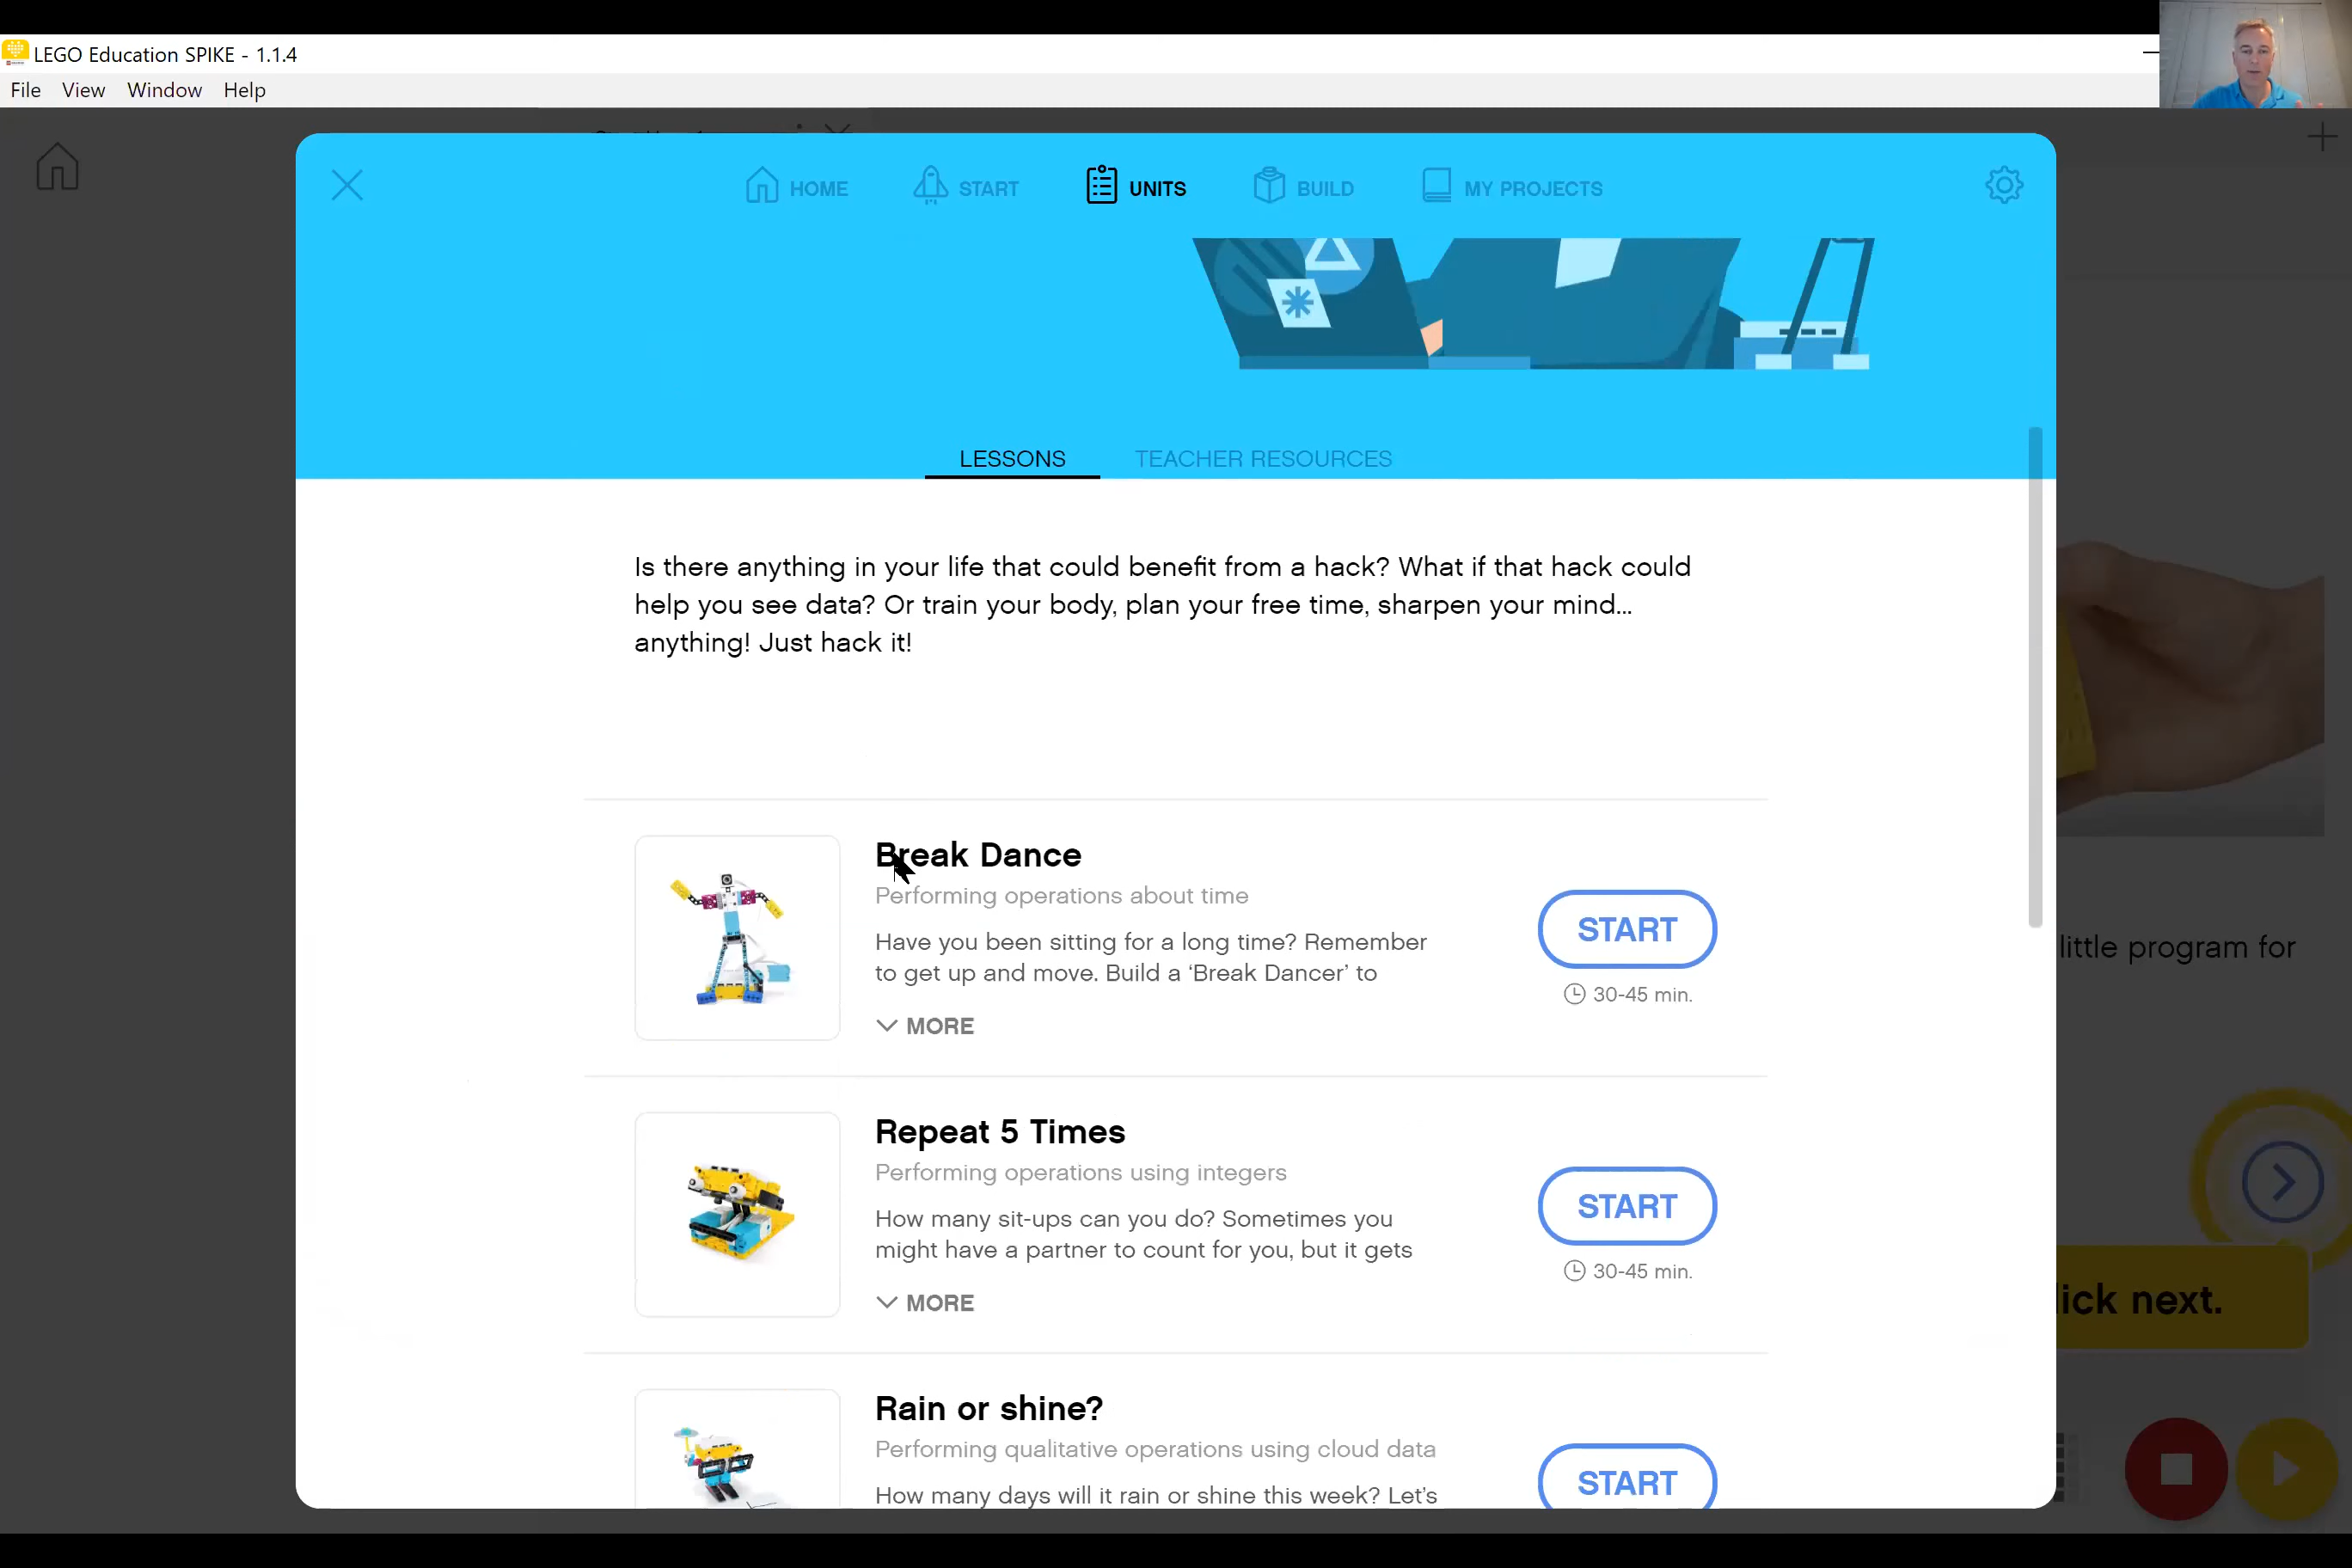 LEGO Education SPIKE - 1.1.4
File View Window Help
HOME START UNITS BUILD MY PROJECTS
LESSONS TEACHER RESOURCES
Is there anything in your life that could benefit from a hack? What if that hack could
help you see data? Or train your body, plan your free time, sharpen your mind...
anything! Just hack it!
Break Dance
Performing operations about time
Have you been sitting for a long time? Remember
to get up and move. Build a ‘Break Dancer’ to
MORE
START
30-45 min.
little program for
Repeat 5 Times
Performing operations using integers
How many sit-ups can you do? Sometimes you
might have a partner to count for you, but it gets
MORE
START
30-45 min.
next.
Rain or shine?
Performing qualitative operations using cloud data
How many days will it rain or shine this week? Let's
START